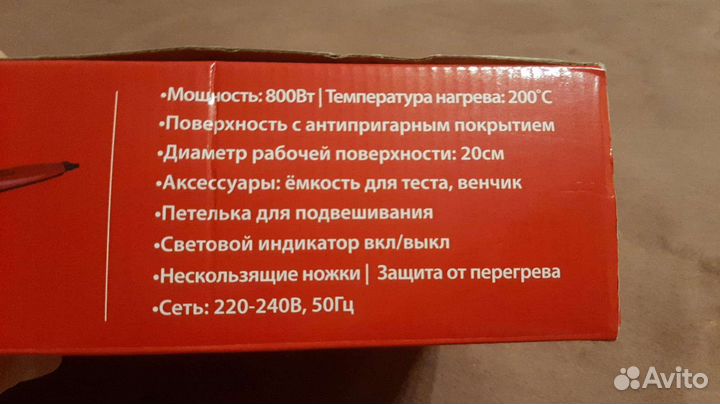 •Мощность: 800Вт | Температура нагрева: 200˚C
•Поверхность с антипригарным покрытием
•Диаметр рабочей поверхности: 20см
•Аксессуары: ёмкость для теста, венчик
•Петелька для подвешивания
•Световой индикатор вкл/выкл
•Нескользящие ножки | Защита от перегрева
•Сеть: 220-240В, 50Гц
Avito